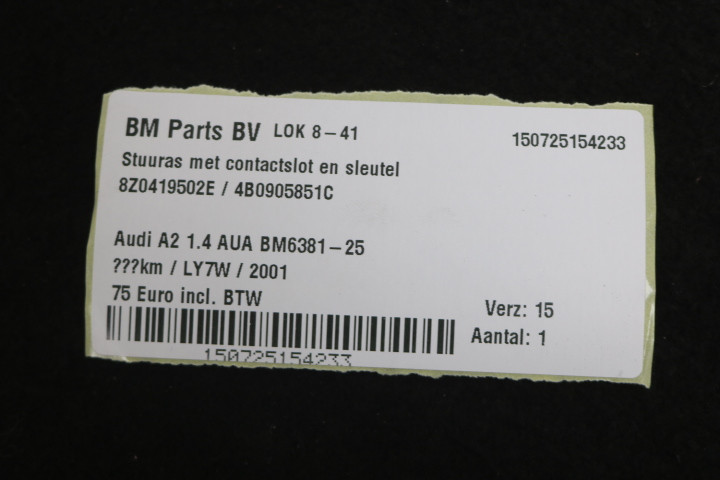 BM Parts BV LOK 8-41 150725154233
Stuuras met contactslot en sleutel
8Z0419502E / 4B0905851C
Audi A2 1.4 AUA BM6381-25
???km / LY7W / 2001
75 Euro incl. BTW
Verz: 15
Aantal: 1
150725154233